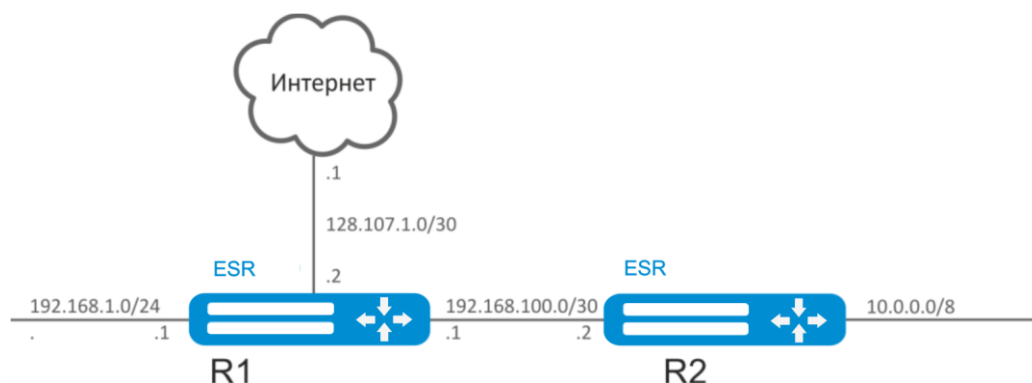 Интернет
.1
128.107.1.0/30
ESR
.2
ESR
192.168.1.0/24
192.168.100.0/30
10.0.0.0/8
.
.1
.1
.2
R1
R2